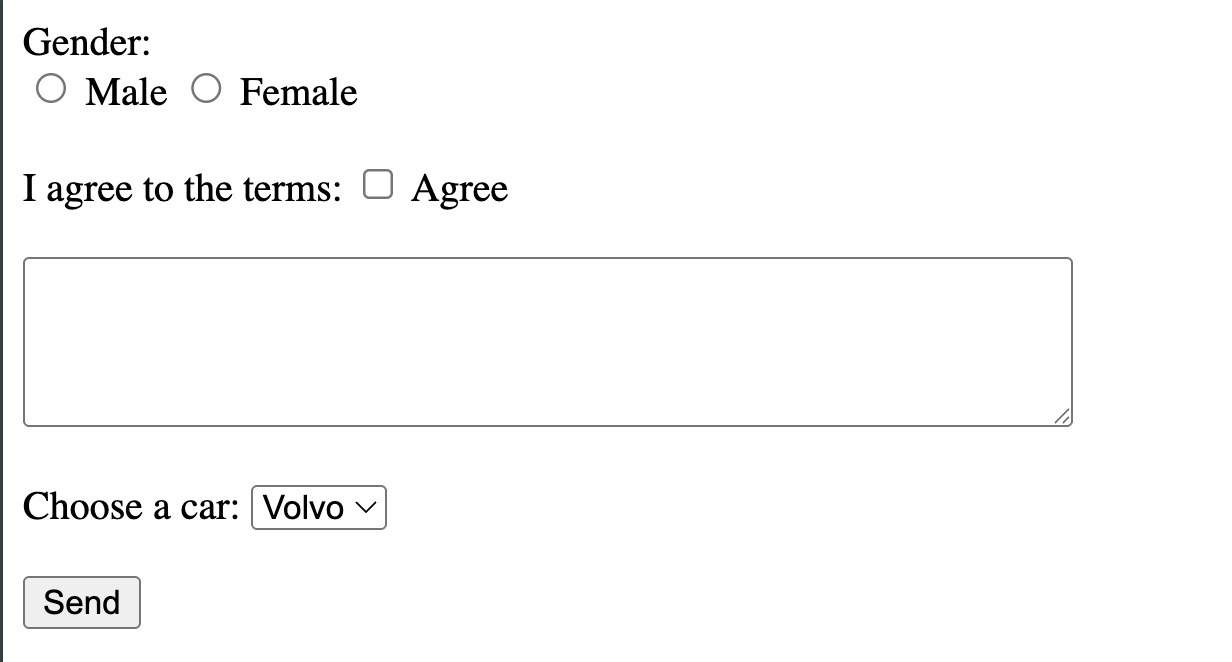 Gender:
Male Female
I agree to the terms: Agree
Choose a car: Volvo
Send